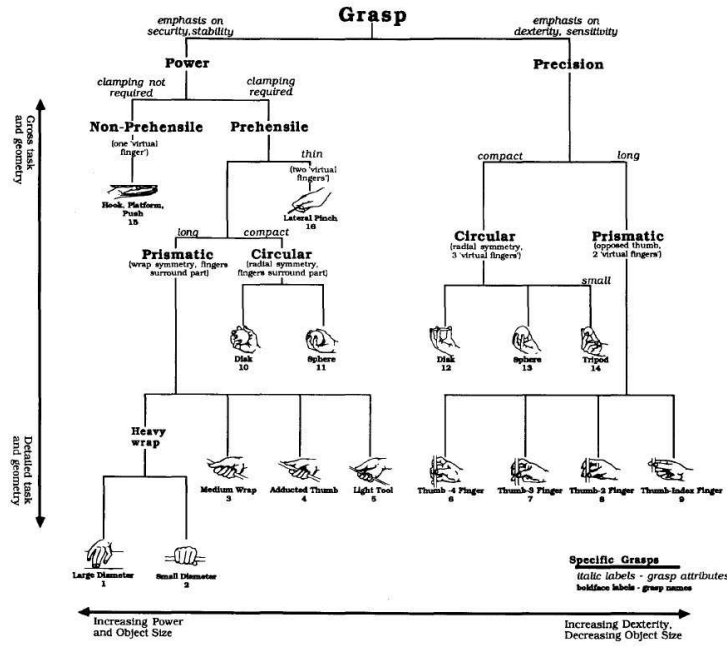 Grasp
emphasis on
security,stability
emphasis on
dexterity, sensitivity
Power
Precision
clamping not
required
clamping
required
Non-Prehensile
(one 'virtual
finger')
Prehensile
Hook, Platform,
Push
15
thin
(two 'virtual
fingers')
Lateral Pinch
16
compact
long
long
compact
Prismatic
(wrap symmetry, fingers
surround part)
Circular
(radial symmetry,
fingers surround part)
Circular
(radial symmetry,
3 'virtual fingers')
Prismatic
(opposed thumb,
2 'virtual fingers')
small
Disk
10
Sphere
11
Disk
12
Sphere
13
Tripod
14
Heavy
wrap
Medium Wrap
3
Adducted Thumb
4
Light Tool
5
Thumb -4 Finger
6
Thumb-3 Finger
7
Thumb-2 Finger
8
Thumb-Index Finger
9
Large Diameter
1
Small Diameter
2
Gross task
and geometry
Detailed task
and geometry
Specific Grasps
italic labels - grasp attributes
boldface labels - grasp names
Increasing Power
and Object Size
Increasing Dexterity,
Decreasing Object Size